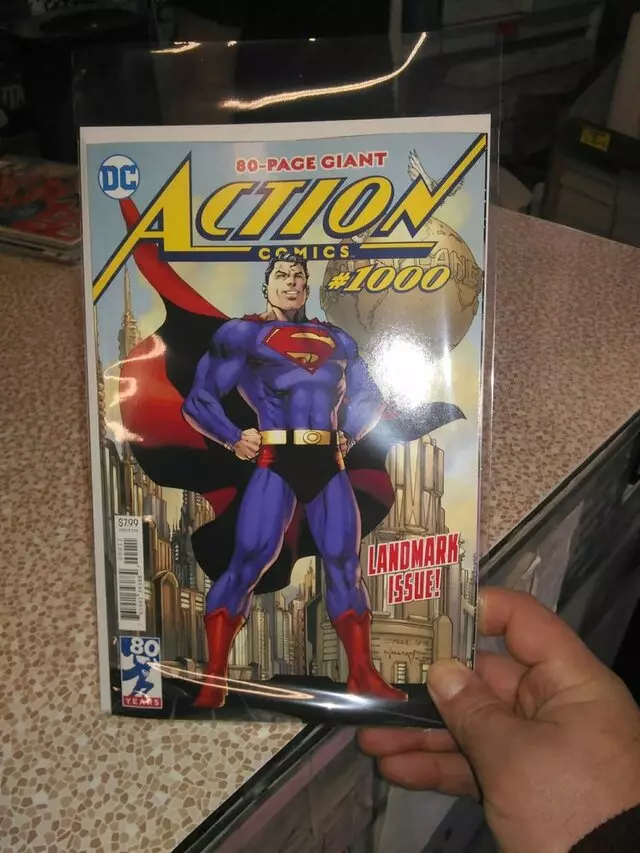 80-PAGE GIANT
DC
ACTION
COMICS
#1000
LANDMARK
ISSUE!
$7.99
80
YEARS